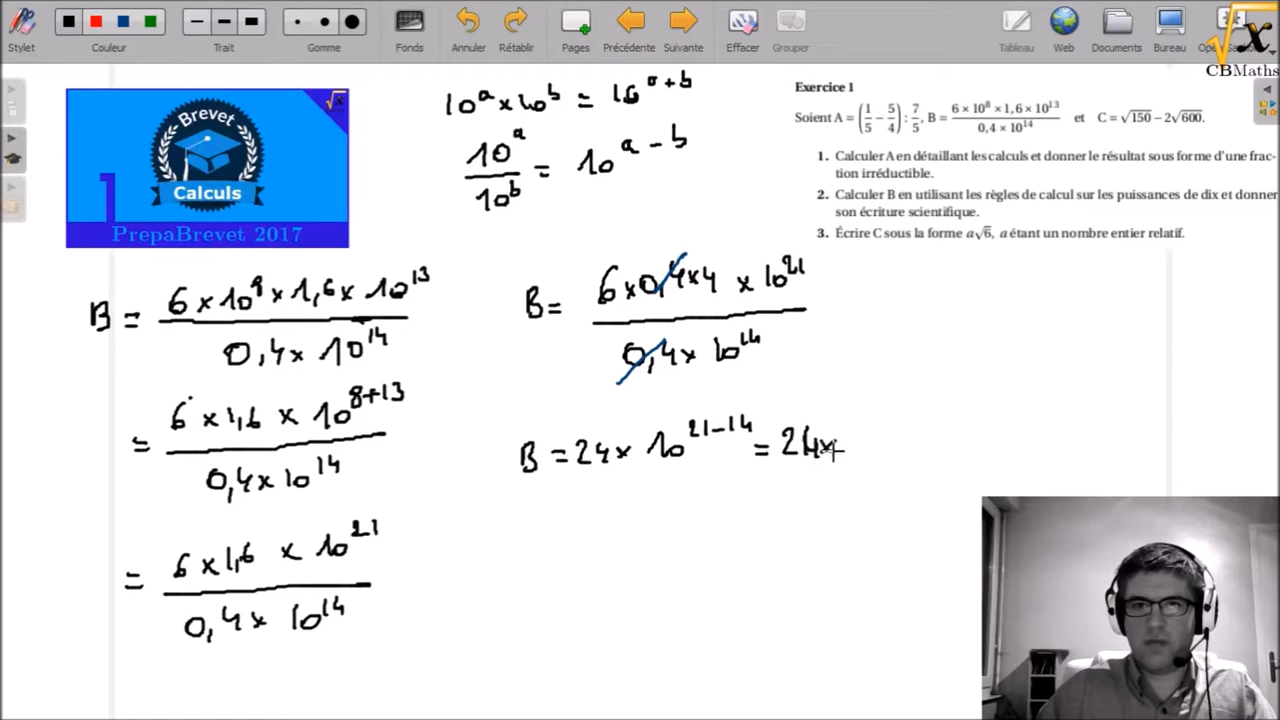 Stylet Couleur Trait Gomme Fonds Annuler Rétablir Pages Précédente Suivante Effacer Grouper Tableau Web Documents Bureau
√x
CBMaths
Brevet
Calculs
1
PrepaBrevet 2017
10^a × 10^b = 10^(a+b)
10^a / 10^b = 10^(a-b)
Exercice 1
Soient A = (1/5 − 5/4) : 7/5, B = (6 × 10^8 × 1,6 × 10^13) / (0,4 × 10^14) et C = √150 − 2√600.
1. Calculer A en détaillant les calculs et donner le résultat sous forme d'une frac-
tion irréductible.
2. Calculer B en utilisant les règles de calcul sur les puissances de dix et donner
son écriture scientifique.
3. Écrire C sous la forme a√6, a étant un nombre entier relatif.
B = (6 × 10^8 × 1,6 × 10^13) / (0,4 × 10^14)
= (6 × 1,6 × 10^(8+13)) / (0,4 × 10^14)
= (6 × 1,6 × 10^21) / (0,4 × 10^14)
B = (6 × 0,4 × 4 × 10^21) / (0,4 × 10^14)
B = 24 × 10^(21-14) = 24×